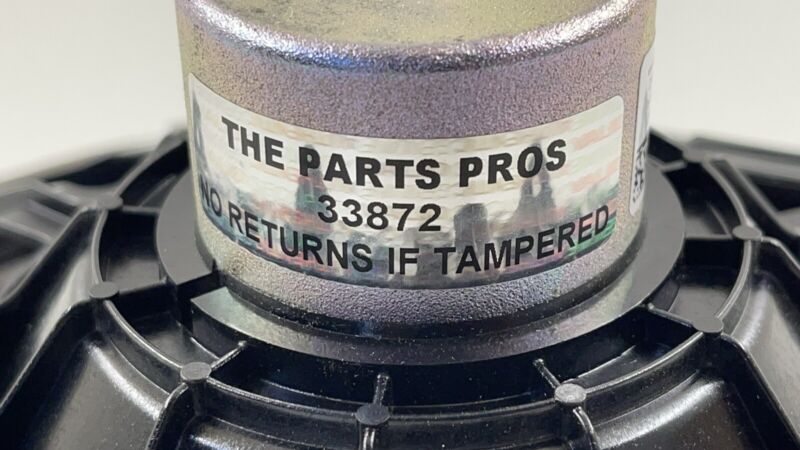 THE PARTS PROS
33872
NO RETURNS IF TAMPERED